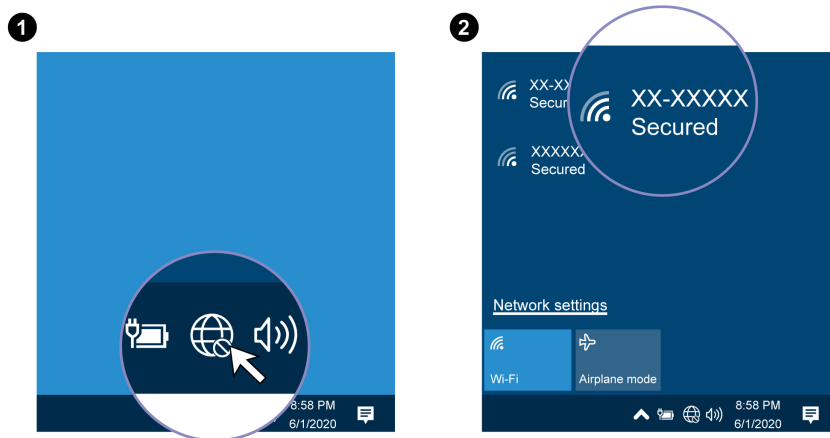 1
8:58 PM
6/1/2020
2
XX-XX
Secur
XX-XXXXX
Secured
XXXXX
Secured
Network settings
Wi-Fi
Airplane mode
8:58 PM
6/1/2020